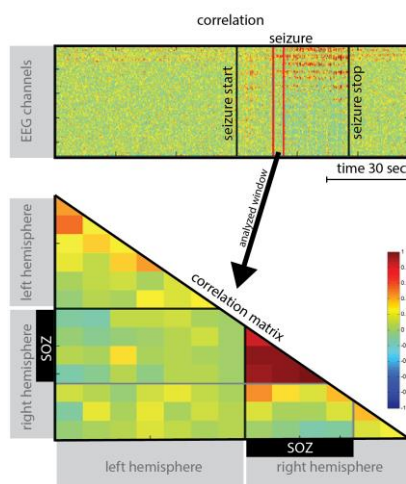 correlation
seizure
EEG channels
seizure start
seizure stop
time 30 sec
analyzed window
left hemisphere
correlation matrix
right hemisphere
SOZ
SOZ
left hemisphere
right hemisphere